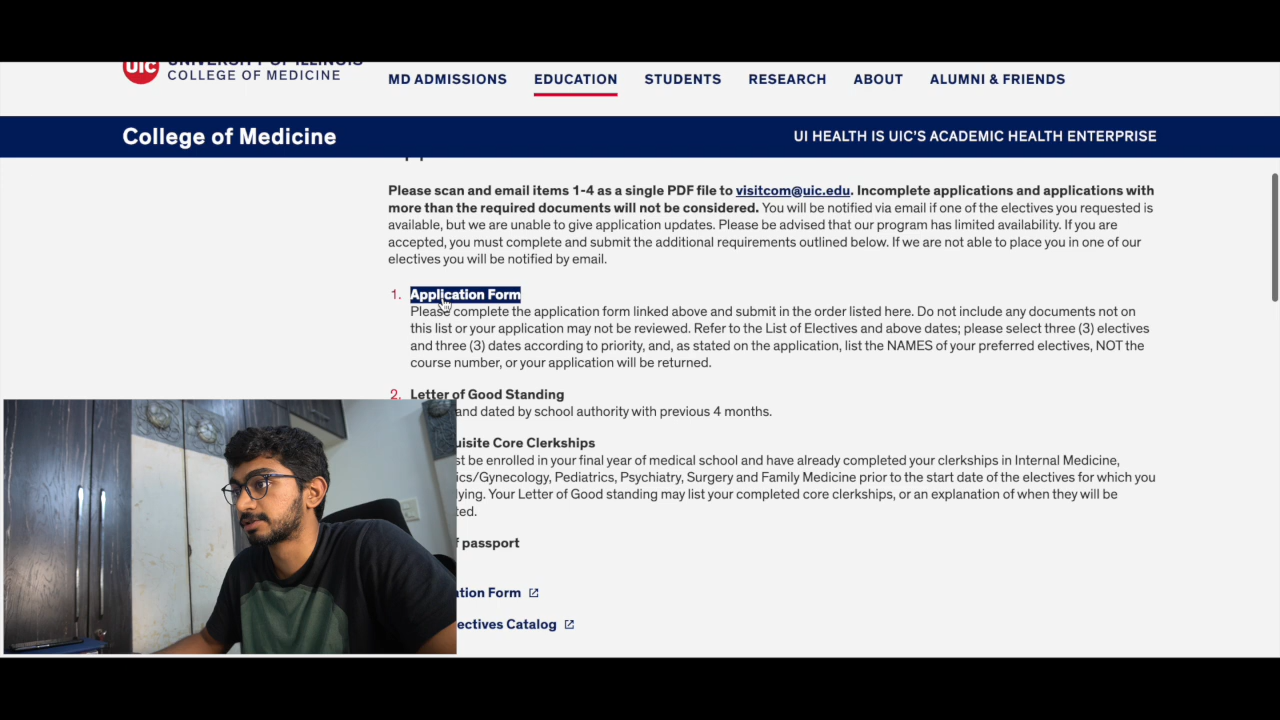 UIC
UNIVERSITY OF ILLINOIS
COLLEGE OF MEDICINE
MD ADMISSIONS
EDUCATION
STUDENTS
RESEARCH
ABOUT
ALUMNI & FRIENDS
College of Medicine
UI HEALTH IS UIC'S ACADEMIC HEALTH ENTERPRISE
Please scan and email items 1-4 as a single PDF file to visitcom@uic.edu. Incomplete applications and applications with
more than the required documents will not be considered. You will be notified via email if one of the electives you requested is
available, but we are unable to give application updates. Please be advised that our program has limited availability. If you
are accepted, you must complete and submit the additional requirements outlined below. If we are not able to place you in one of our
electives you will be notified by email.
1. Application Form
Please complete the application form linked above and submit in the order listed here. Do not include any documents not on
this list or your application may not be reviewed. Refer to the List of Electives and above dates; please select three (3) electives
and three (3) dates according to priority, and, as stated on the application, list the NAMES of your preferred electives, NOT the
course number, or your application will be returned.
2. Letter of Good Standing
and dated by school authority with previous 4 months.
uisite Core Clerkships
st be enrolled in your final year of medical school and have already completed your clerkships in Internal Medicine,
ics/Gynecology, Pediatrics, Psychiatry, Surgery and Family Medicine prior to the start date of the electives for which you
lying. Your Letter of Good standing may list your completed core clerkships, or an explanation of when they will be
ted.
f passport
ation Form
ectives Catalog